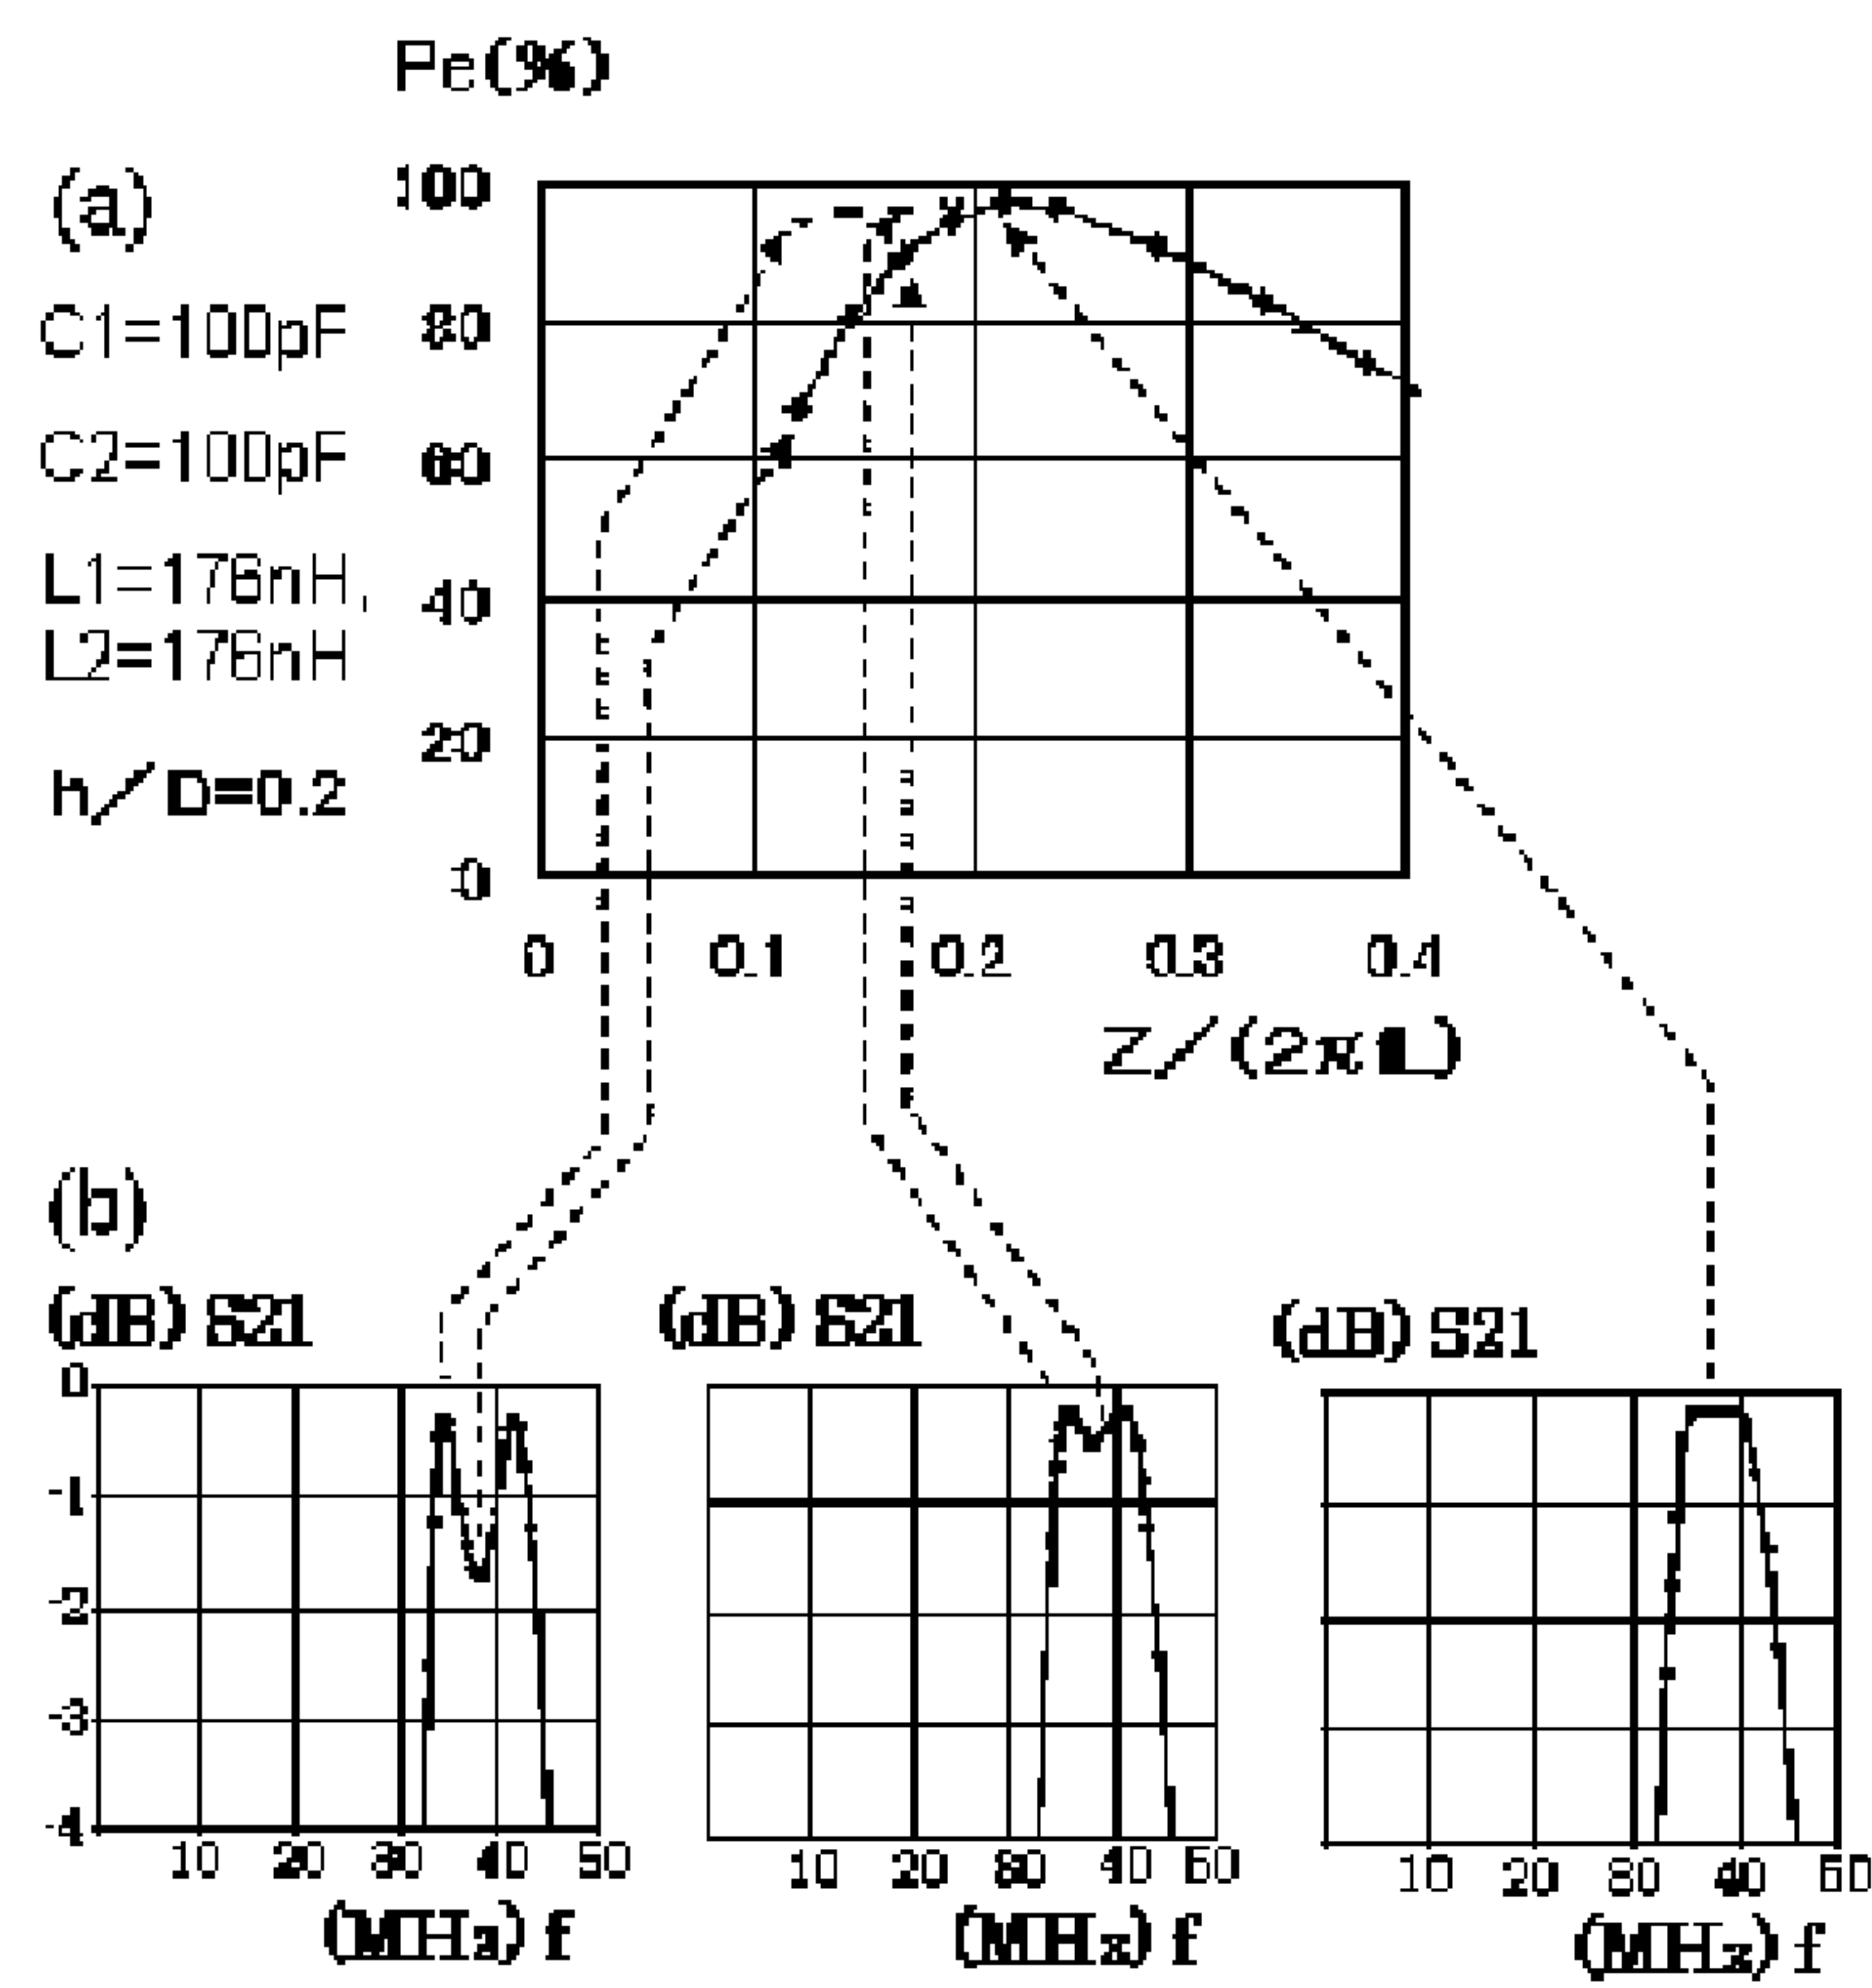 Pe(%)
(a)
100
C1=100pF
80
C2=100pF
60
L1=176nH,
40
L2=176nH
20
h/D=0.2
0
0 0.1 0.2 0.3 0.4
Z/(2πL)
(b)
(dB) S21 (dB) S21 (dB) S21
0
-1
-2
-3
-4
10 20 30 40 50 10 20 30 40 50 10 20 30 40 50
(MHz) f (MHz) f (MHz) f